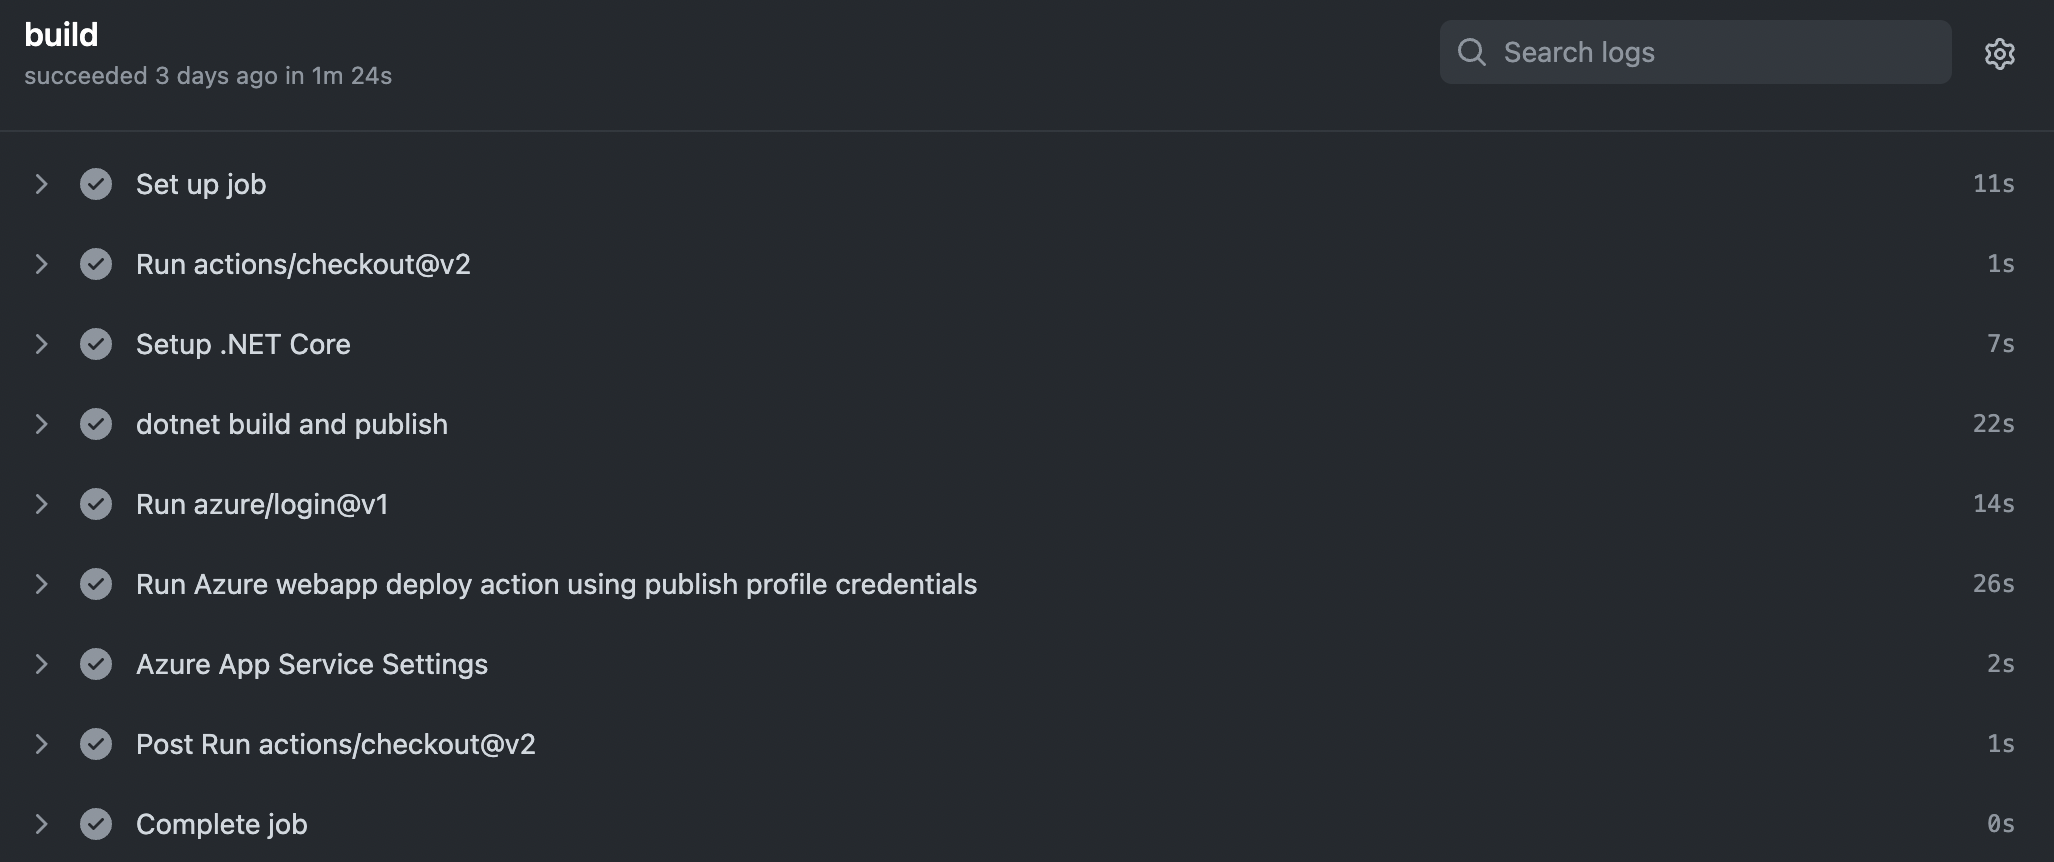 build
succeeded 3 days ago in 1m 24s
Search logs
Set up job 11s
Run actions/checkout@v2 1s
Setup .NET Core 7s
dotnet build and publish 22s
Run azure/login@v1 14s
Run Azure webapp deploy action using publish profile credentials 26s
Azure App Service Settings 2s
Post Run actions/checkout@v2 1s
Complete job 0s